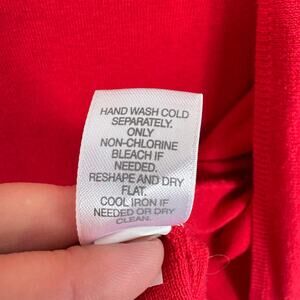 HAND WASH COLD
SEPARATELY.
ONLY
NON-CHLORINE
BLEACH IF
NEEDED.
RESHAPE AND DRY
FLAT.
COOL IRON IF
NEEDED OR DRY
CLEAN.